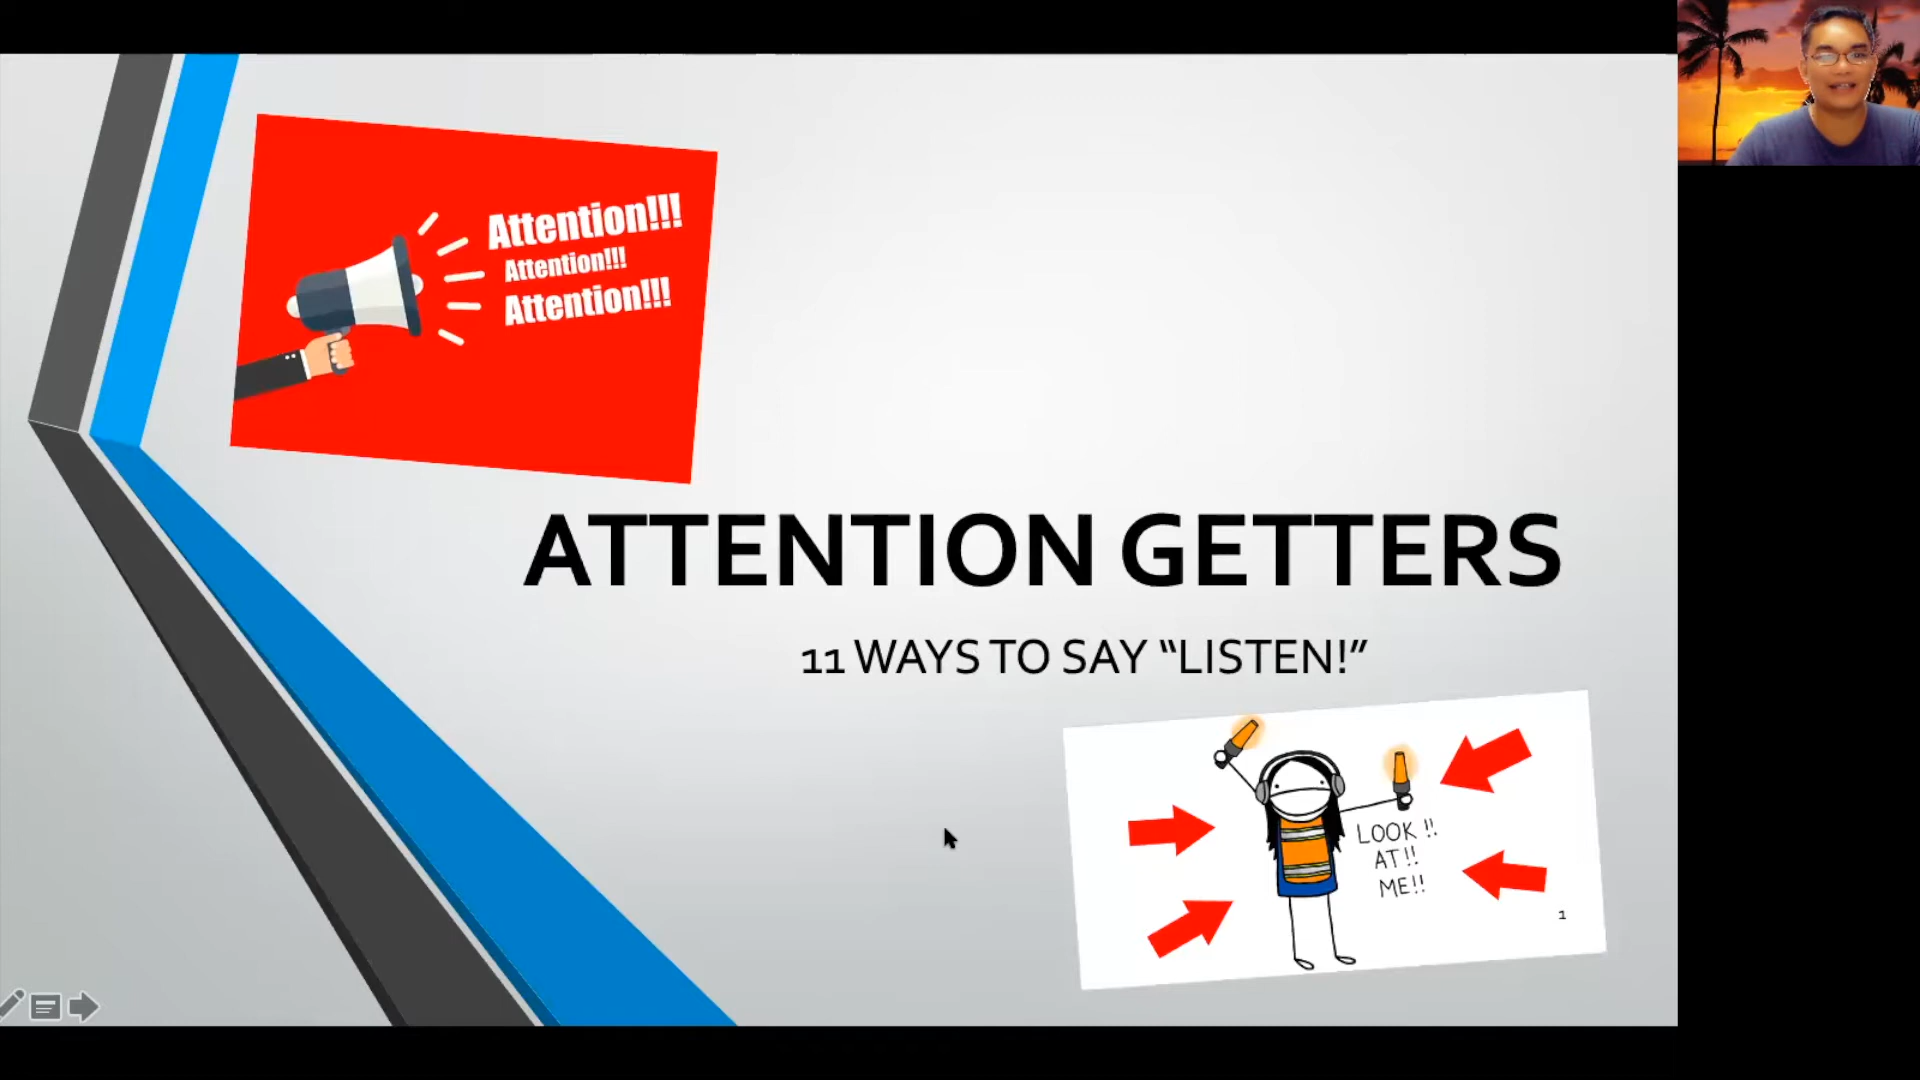 Attention!!!
Attention!!!
Attention!!!
ATTENTION GETTERS
11 WAYS TO SAY “LISTEN!”
LOOK !!
AT !!
ME!!
1